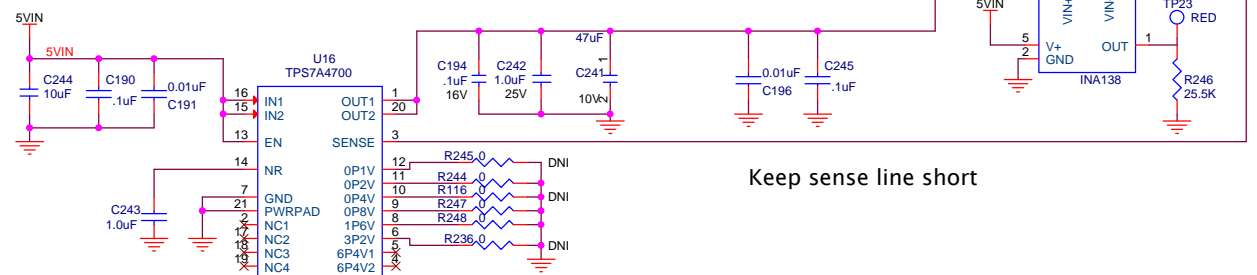 5VIN
5VIN
C244
10uF
C190
.1uF
0.01uF
C191
U16
TPS7A4700
16
IN1
15
IN2
13
EN
14
NR
7
GND
21
PWRPAD
2
NC1
17
NC2
18
NC3
19
NC4
OUT1
1
OUT2
20
SENSE
3
0P1V
12
0P2V
11
0P4V
10
0P8V
9
1P6V
8
3P2V
6
6P4V1
5
6P4V2
4
C243
1.0uF
C194
.1uF
16V
C242
1.0uF
25V
47uF
C241
1
2
10V
0.01uF
C196
C245
.1uF
R245 0
DNI
R244 0
R116 0
DNI
R247 0
R248 0
R236 0
DNI
Keep sense line short
5VIN
VIN+
VIN-
5
V+
2
GND
OUT
1
INA138
TP23
RED
R246
25.5K